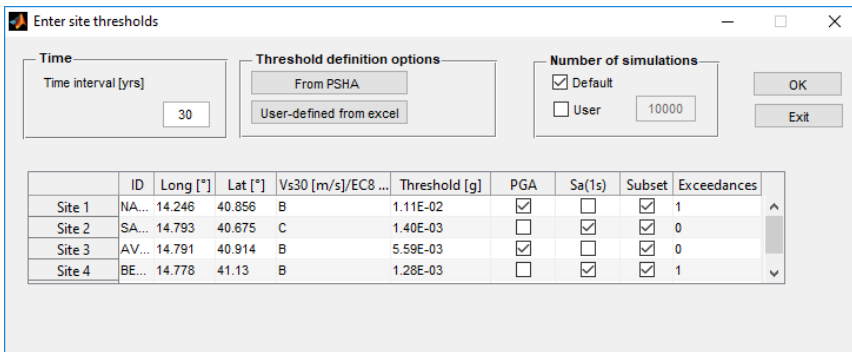 Enter site thresholds
Time
Time interval [yrs]
30
Threshold definition options
From PSHA
User-defined from excel
Number of simulations
Default
User 10000
OK
Exit
ID Long [°] Lat [°] Vs30 [m/s]/EC8 ... Threshold [g] PGA Sa(1s) Subset Exceedances
Site 1 NA... 14.246 40.856 B 1.11E-02 1
Site 2 SA... 14.793 40.675 C 1.40E-03 0
Site 3 AV... 14.791 40.914 B 5.59E-03 0
Site 4 BE... 14.778 41.13 B 1.28E-03 1